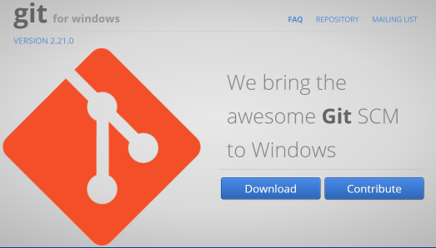 git for windows
FAQ REPOSITORY MAILING LIST
VERSION 2.21.0
We bring the
awesome Git SCM
to Windows
Download Contribute